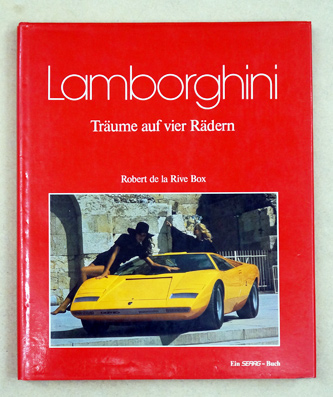 Lamborghini
Träume auf vier Rädern
Robert de la Rive Box
Ein SERAG-Buch